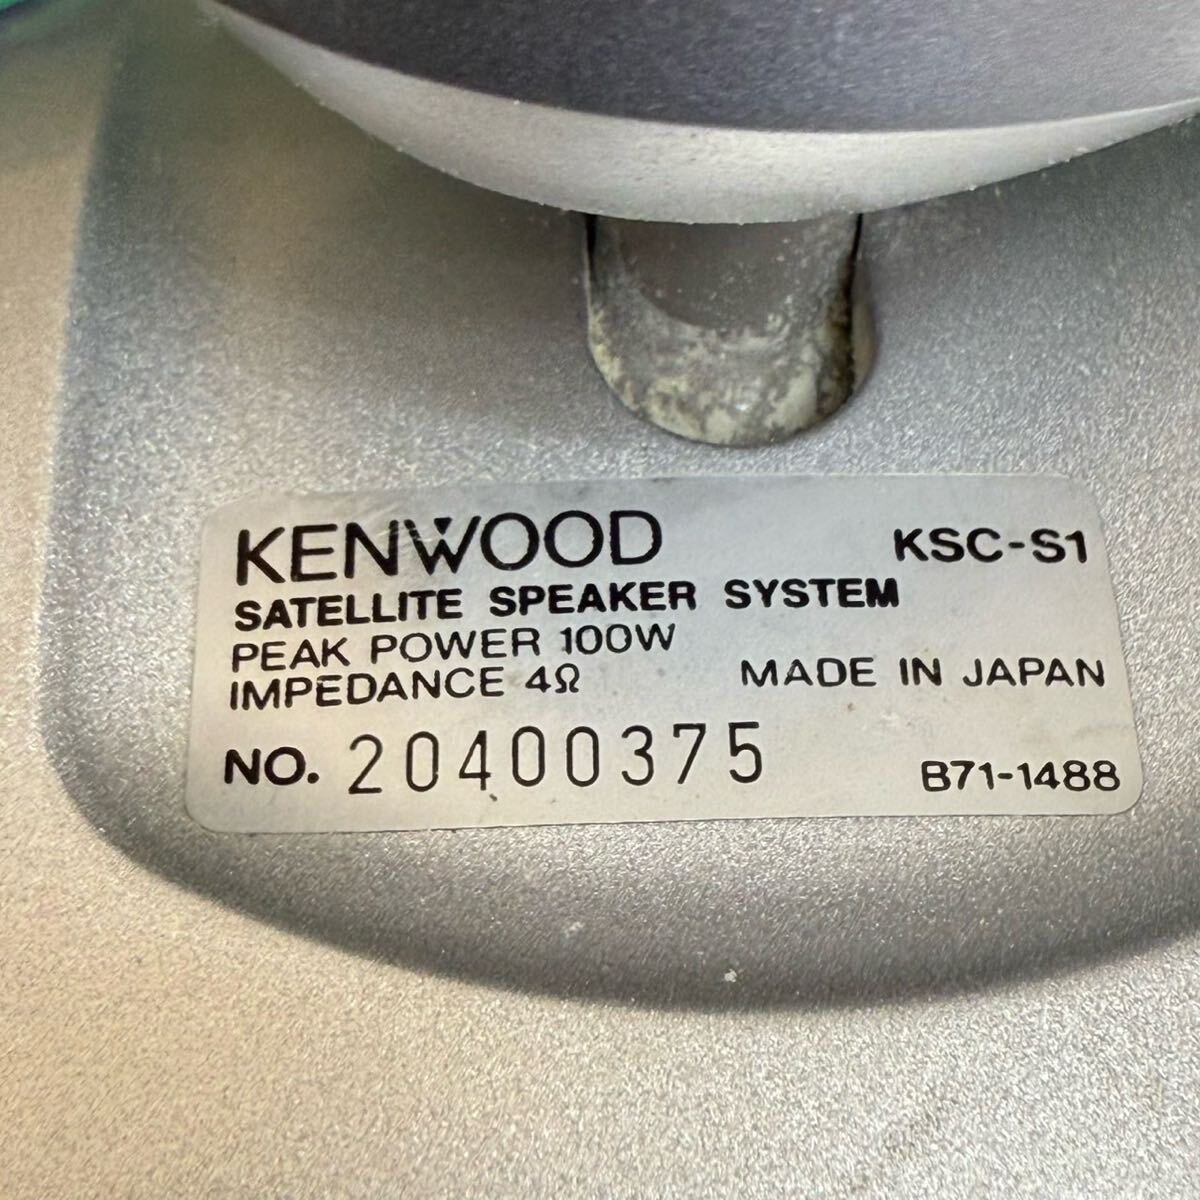 KENWOOD KSC-S1
SATELLITE SPEAKER SYSTEM
PEAK POWER 100W
IMPEDANCE 4Ω MADE IN JAPAN
NO. 20400375 B71-1488